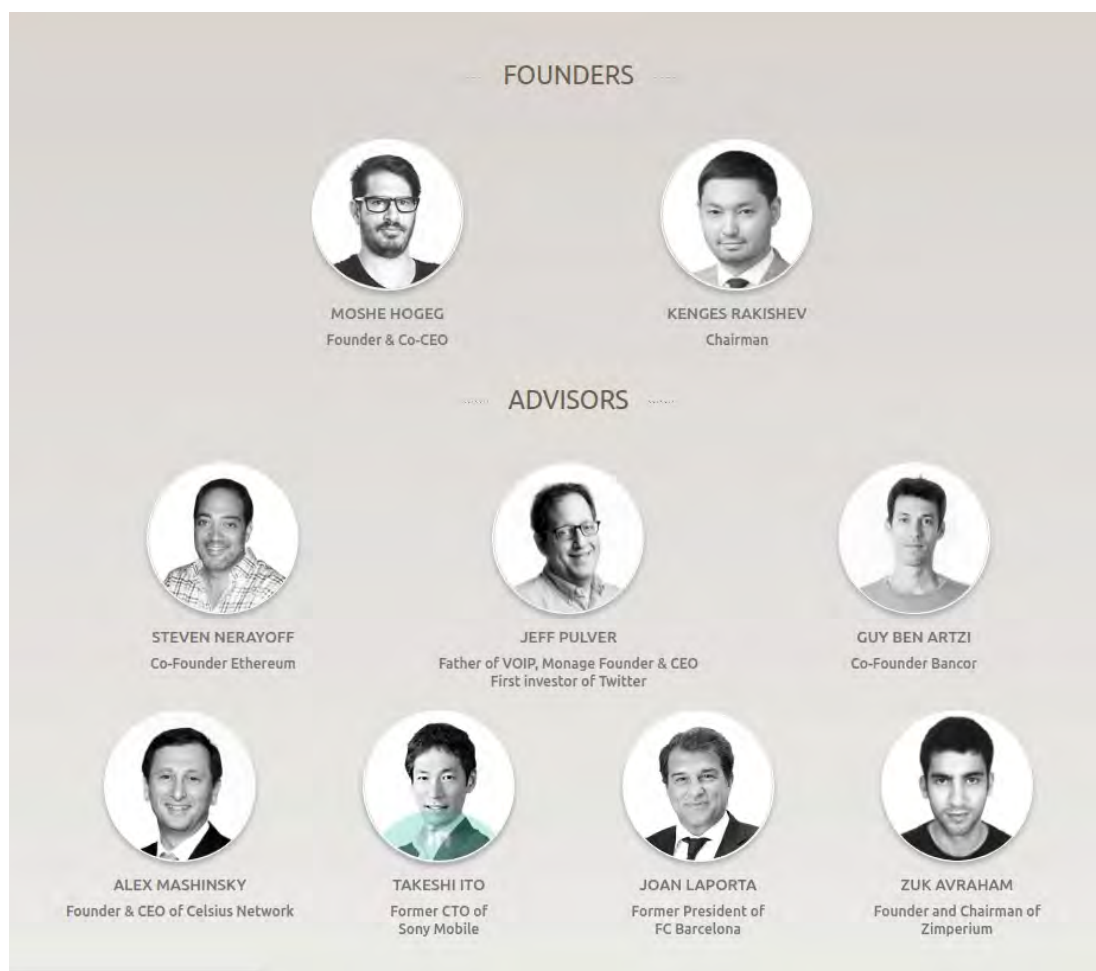 FOUNDERS
MOSHE HOGEG
Founder & Co-CEO
KENGES RAKISHEV
Chairman
ADVISORS
STEVEN NERAYOFF
Co-Founder Ethereum
JEFF PULVER
Father of VOIP, Monage Founder & CEO
First investor of Twitter
GUY BEN ARTZI
Co-Founder Bancor
ALEX MASHINSKY
Founder & CEO of Celsius Network
TAKESHI ITO
Former CTO of
Sony Mobile
JOAN LAPORTA
Former President of
FC Barcelona
ZUK AVRAHAM
Founder and Chairman of
Zimperium